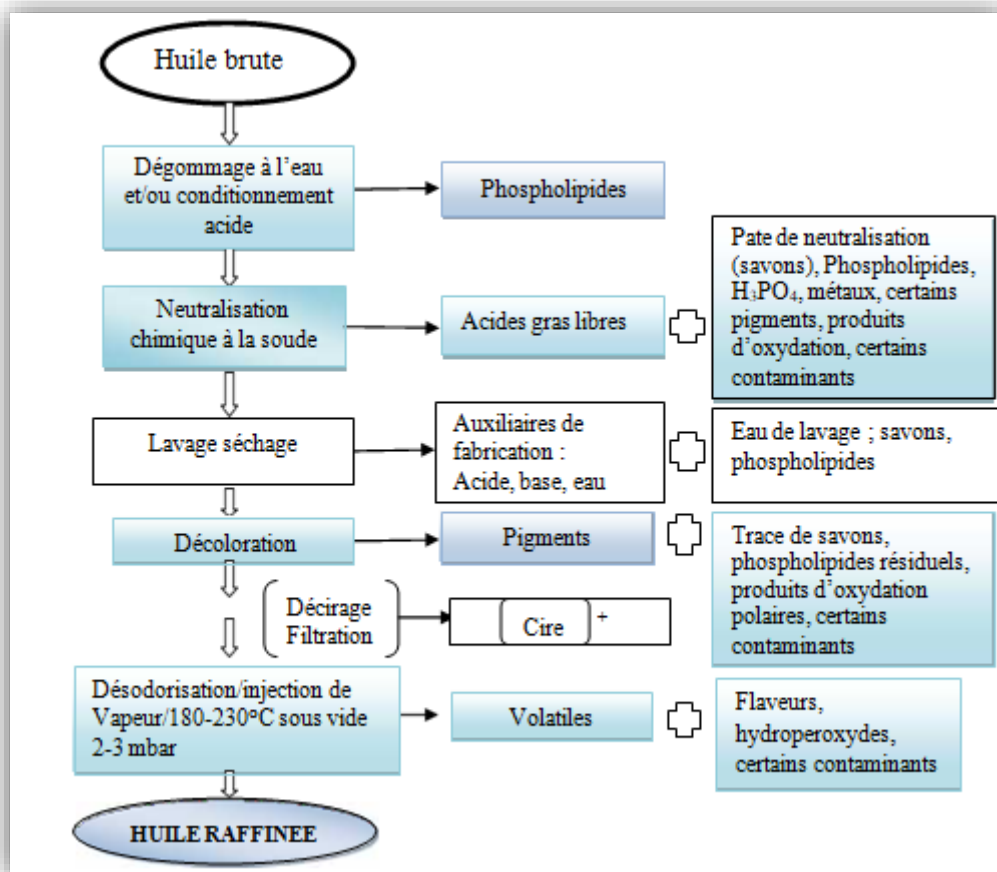 Huile brute
Dégommage à l’eau
et/ou conditionnement
acide
Phospholipides
Neutralisation
chimique à la soude
Acides gras libres
Pate de neutralisation
(savons), Phospholipides,
H₃PO₄, métaux, certains
pigments, produits
d’oxydation, certains
contaminants
Lavage séchage
Auxiliaires de
fabrication :
Acide, base, eau
Eau de lavage ; savons,
phospholipides
Décoloration
Pigments
Trace de savons,
phospholipides résiduels,
produits d’oxydation
polaires, certains
contaminants
Décirage
Filtration
Cire +
Désodorisation/injection de
Vapeur/180-230°C sous vide
2-3 mbar
Volatiles
Flaveurs,
hydroperoxydes,
certains contaminants
HUILE RAFFINEE